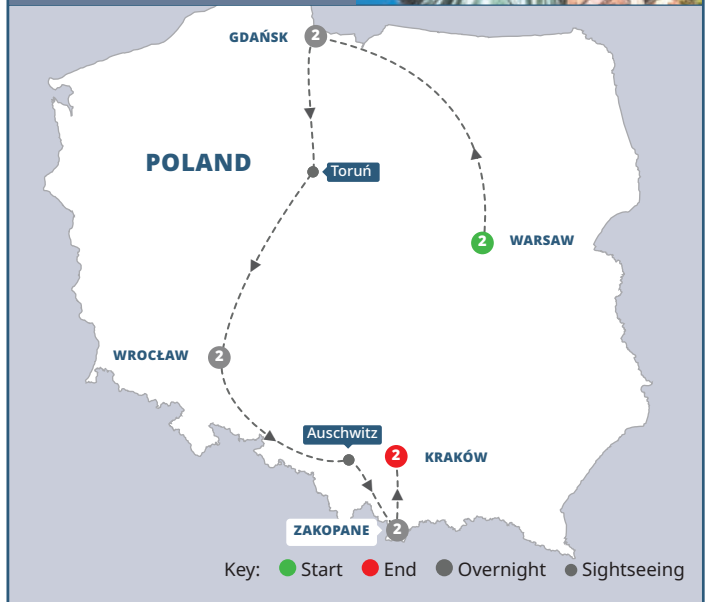 GDAŃSK 2
POLAND
Toruń
2 WARSAW
WROCŁAW 2
Auschwitz
2 KRAKÓW
ZAKOPANE 2
Key: Start End Overnight Sightseeing